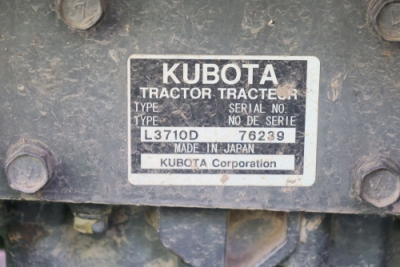 KUBOTA
TRACTOR TRACTEUR
TYPE SERIAL NO.
TYPE NO DE SERIE
L3710D 76239
MADE IN JAPAN
KUBOTA Corporation